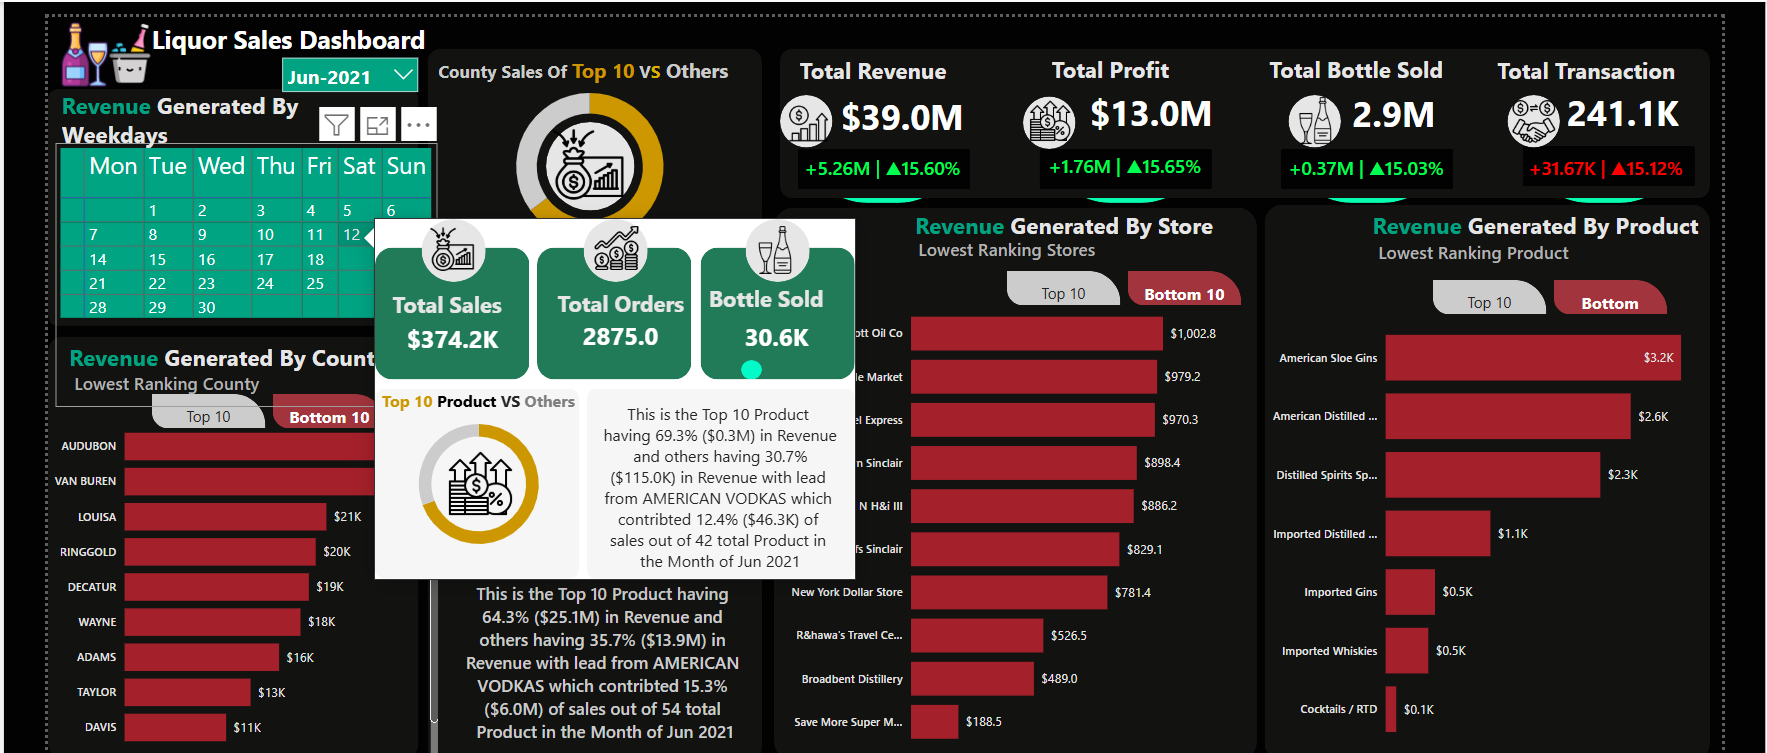 Liquor Sales Dashboard
Jun-2021
Revenue Generated By
Weekdays
Mon Tue Wed Thu Fri Sat Sun
1 2 3 4 5 6
7 8 9 10 11 12
14 15 16 17 18
21 22 23 24 25
28 29 30
County Sales Of Top 10 VS Others
Total Revenue
$39.0M
+5.26M | ▲15.60%
Total Profit
$13.0M
+1.76M | ▲15.65%
Total Bottle Sold
2.9M
+0.37M | ▲15.03%
Total Transaction
241.1K
+31.67K | ▲15.12%
Total Sales
$374.2K
Total Orders
2875.0
Bottle Sold
30.6K
Top 10 Product VS Others
This is the Top 10 Product
having 69.3% ($0.3M) in Revenue
and others having 30.7%
($115.0K) in Revenue with lead
from AMERICAN VODKAS which
contribted 12.4% ($46.3K) of
sales out of 42 total Product in
the Month of Jun 2021
This is the Top 10 Product having
64.3% ($25.1M) in Revenue and
others having 35.7% ($13.9M) in
Revenue with lead from AMERICAN
VODKAS which contribted 15.3%
($6.0M) of sales out of 54 total
Product in the Month of Jun 2021
Revenue Generated By Count
Lowest Ranking County
Top 10
Bottom 10
AUDUBON
VAN BUREN
LOUISA $21K
RINGGOLD $20K
DECATUR $19K
WAYNE $18K
ADAMS $16K
TAYLOR $13K
DAVIS $11K
Revenue Generated By Store
Lowest Ranking Stores
Top 10
Bottom 10
ott Oil Co $1,002.8
le Market $979.2
el Express $970.3
n Sinclair $898.4
N H&i III $886.2
fs Sinclair $829.1
New York Dollar Store $781.4
R&hawa's Travel Ce... $526.5
Broadbent Distillery $489.0
Save More Super M... $188.5
Revenue Generated By Product
Lowest Ranking Product
Top 10
Bottom
American Sloe Gins $3.2K
American Distilled ... $2.6K
Distilled Spirits Sp... $2.3K
Imported Distilled ... $1.1K
Imported Gins $0.5K
Imported Whiskies $0.5K
Cocktails / RTD $0.1K